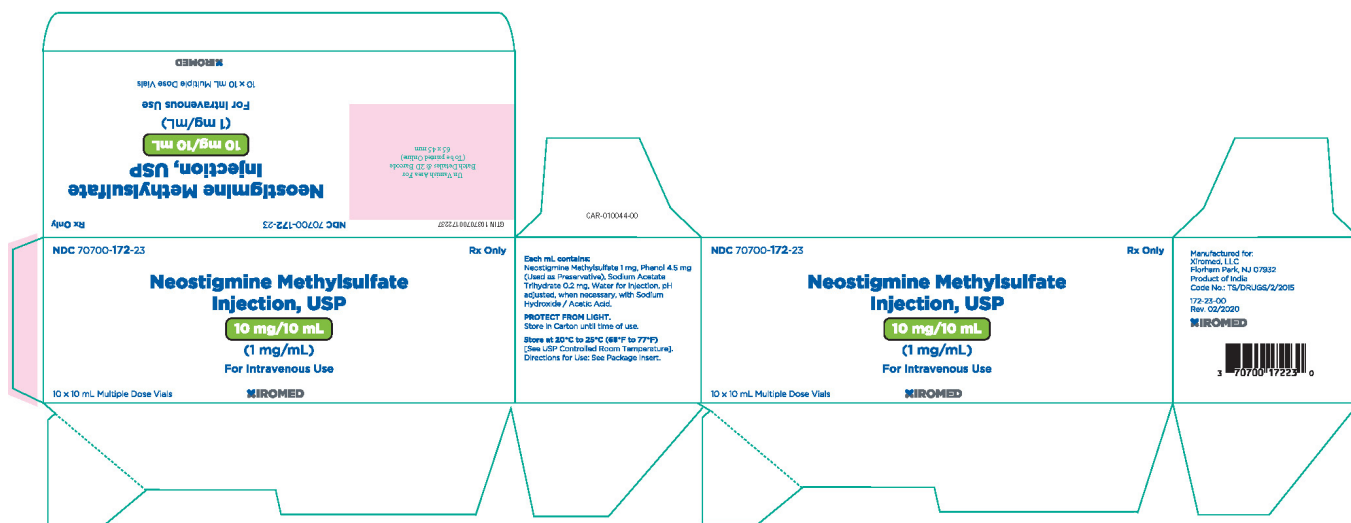 XIROMED
10 x 10 mL Multiple Dose Vials
For Intravenous Use
(1 mg/mL)
10 mg/10 mL
Neostigmine Methylsulfate
Injection, USP
NDC 70700-172-23
Rx Only
Un Varnish Area For
Batch Details & 2D Barcode
(To be printed Online)
65 x 45 mm
CAR-010044-00
NDC 70700-172-23
Rx Only
Neostigmine Methylsulfate
Injection, USP
10 mg/10 mL
(1 mg/mL)
For Intravenous Use
10 x 10 mL Multiple Dose Vials
XIROMED
Each mL contains:
Neostigmine Methylsulfate 1 mg, Phenol 4.5 mg
(Used as Preservative), Sodium Acetate
Trihydrate 0.2 mg, Water for Injection, pH
adjusted, when necessary, with Sodium
Hydroxide / Acetic Acid.
PROTECT FROM LIGHT.
Store in Carton until time of use.
Store at 20°C to 25°C (68°F to 77°F)
[See USP Controlled Room Temperature].
Directions for Use: See Package Insert.
NDC 70700-172-23
Rx Only
Neostigmine Methylsulfate
Injection, USP
10 mg/10 mL
(1 mg/mL)
For Intravenous Use
10 x 10 mL Multiple Dose Vials
XIROMED
Manufactured for:
Xiromed, LLC
Florham Park, NJ 07932
Product of India
Code No.: TS/DRUGS/2/2015
172-23-00
Rev. 02/2020
XIROMED
3 70700 17223 0